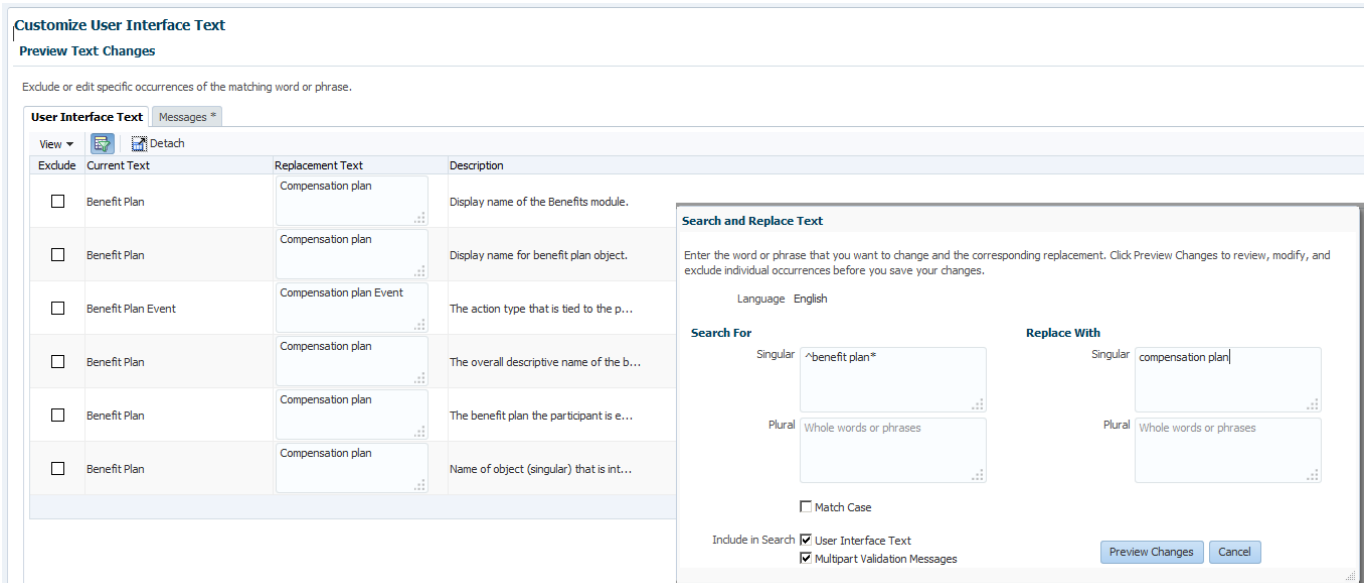 Customize User Interface Text
Preview Text Changes
Exclude or edit specific occurrences of the matching word or phrase.
User Interface Text Messages *
View Detach
Exclude Current Text Replacement Text Description
Benefit Plan Compensation plan Display name of the Benefits module.
Benefit Plan Compensation plan Display name for benefit plan object.
Benefit Plan Event Compensation plan Event The action type that is tied to the p...
Benefit Plan Compensation plan The overall descriptive name of the b...
Benefit Plan Compensation plan The benefit plan the participant is e...
Benefit Plan Compensation plan Name of object (singular) that is int...
Search and Replace Text
Enter the word or phrase that you want to change and the corresponding replacement. Click Preview Changes to review, modify, and
exclude individual occurrences before you save your changes.
Language English
Search For Replace With
Singular ^benefit plan* Singular compensation plan
Plural Whole words or phrases Plural Whole words or phrases
Match Case
Include in Search User Interface Text
Multipart Validation Messages
Preview Changes Cancel